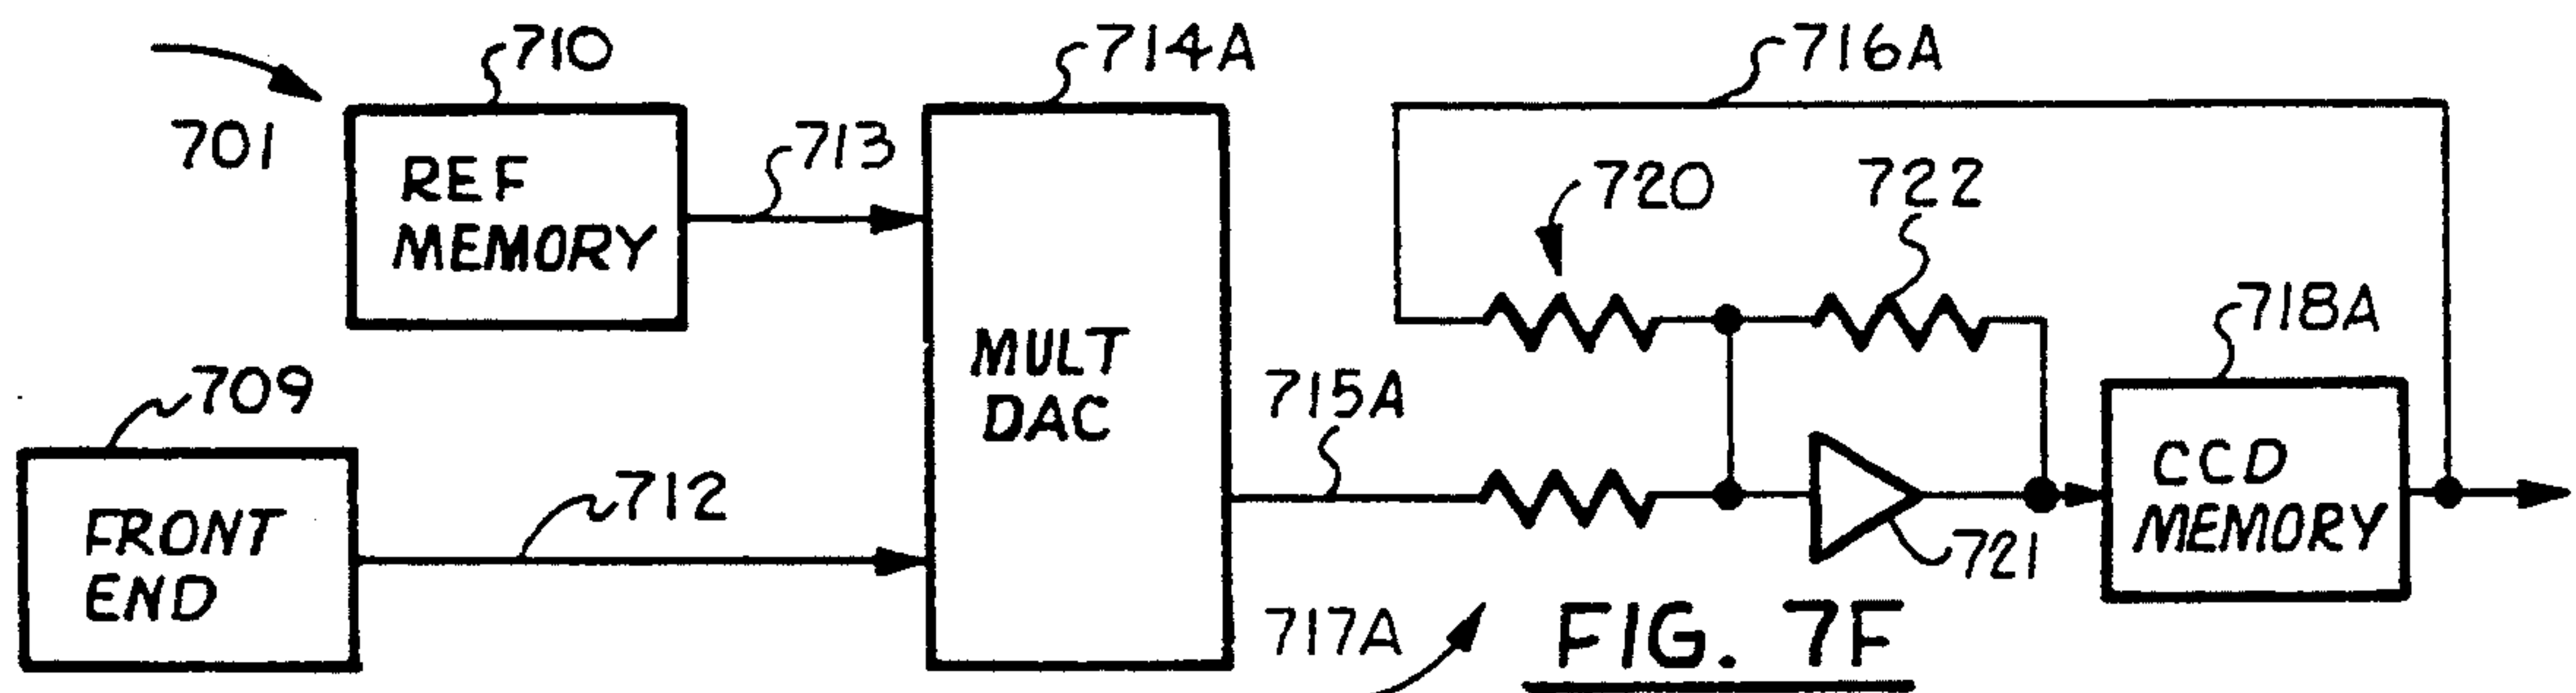 701
710
REF
MEMORY
713
714A
MULT
DAC
709
FRONT
END
712
715A
716A
720
722
721
717A
718A
CCD
MEMORY
FIG. 7F